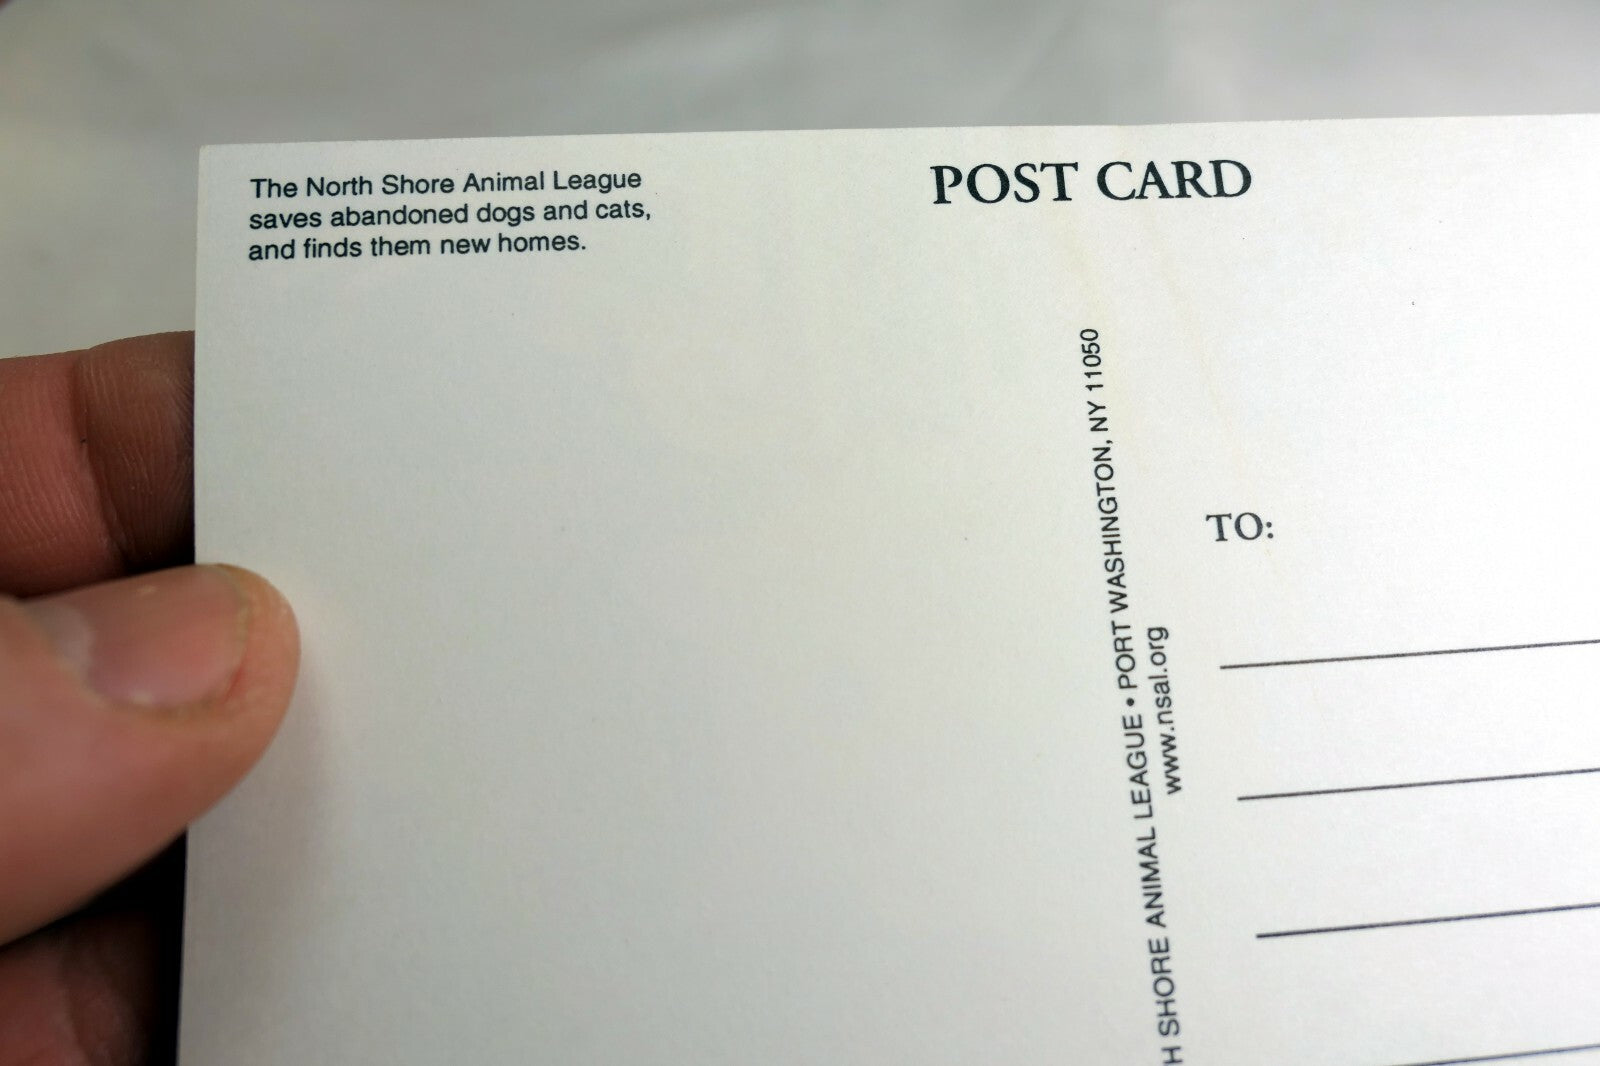 The North Shore Animal League
saves abandoned dogs and cats,
and finds them new homes.
POST CARD
H SHORE ANIMAL LEAGUE • PORT WASHINGTON, NY 11050
www.nsal.org
TO: